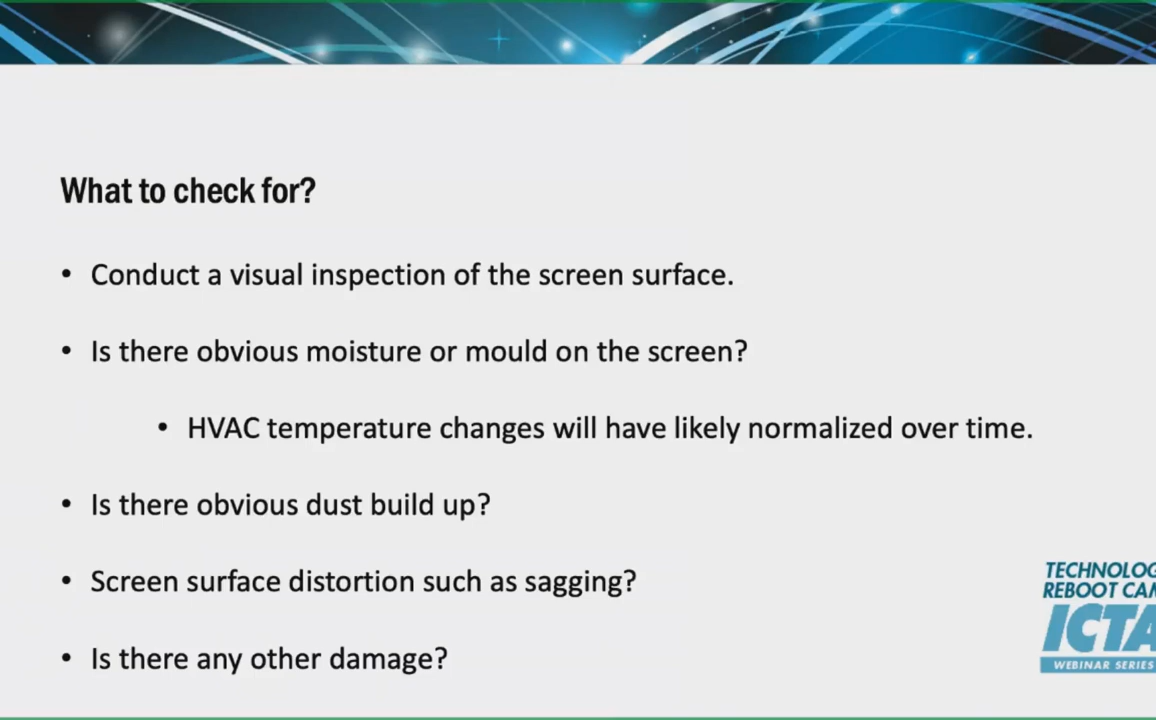 What to check for?
• Conduct a visual inspection of the screen surface.
• Is there obvious moisture or mould on the screen?
• HVAC temperature changes will have likely normalized over time.
• Is there obvious dust build up?
• Screen surface distortion such as sagging?
• Is there any other damage?
TECHNOLOG
REBOOT CAM
ICTA
WEBINAR SERIES